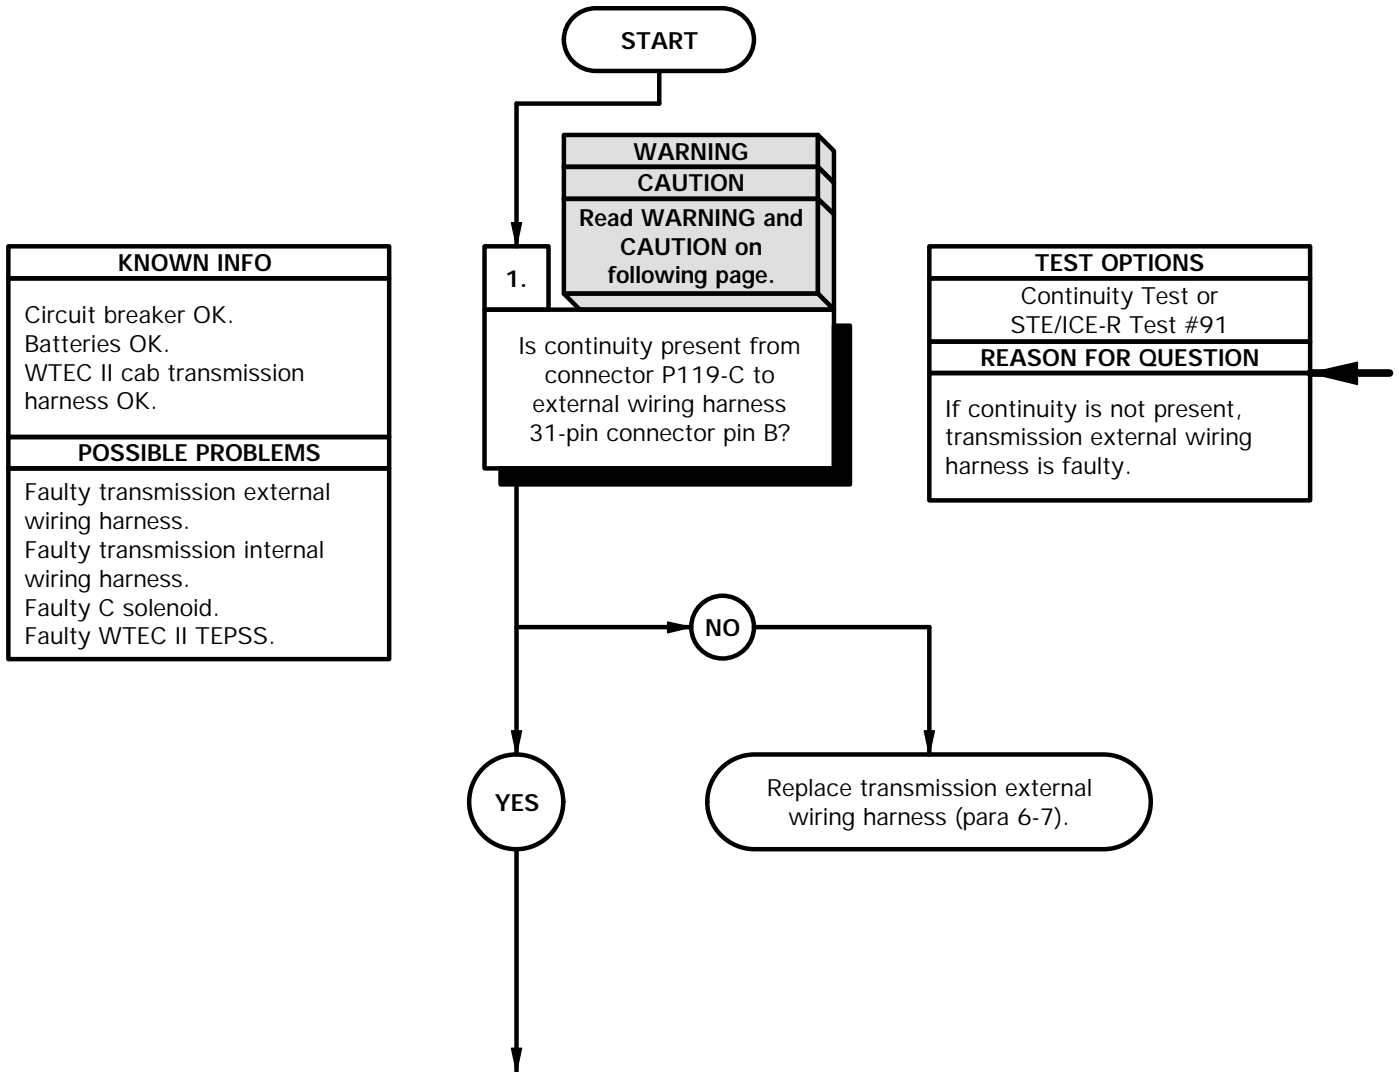 START
WARNING
CAUTION
Read WARNING and
CAUTION on
following page.
KNOWN INFO
Circuit breaker OK.
Batteries OK.
WTEC II cab transmission
harness OK.
POSSIBLE PROBLEMS
Faulty transmission external
wiring harness.
Faulty transmission internal
wiring harness.
Faulty C solenoid.
Faulty WTEC II TEPSS.
1.
Is continuity present from
connector P119-C to
external wiring harness
31-pin connector pin B?
TEST OPTIONS
Continuity Test or
STE/ICE-R Test #91
REASON FOR QUESTION
If continuity is not present,
transmission external wiring
harness is faulty.
NO
YES
Replace transmission external
wiring harness (para 6-7).